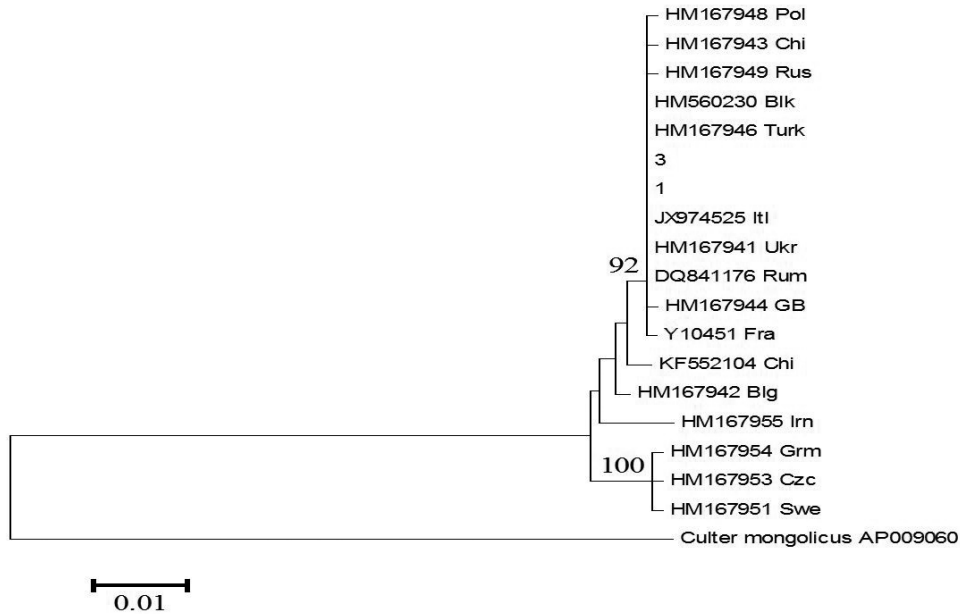 HM167948 Pol
HM167943 Chi
HM167949 Rus
HM560230 Blk
HM167946 Turk
3
1
JX974525 Itl
HM167941 Ukr
92
DQ841176 Rum
HM167944 GB
Y10451 Fra
KF552104 Chi
HM167942 Blg
HM167955 Irn
HM167954 Grm
100
HM167953 Czc
HM167951 Swe
Culter mongolicus AP009060
0.01